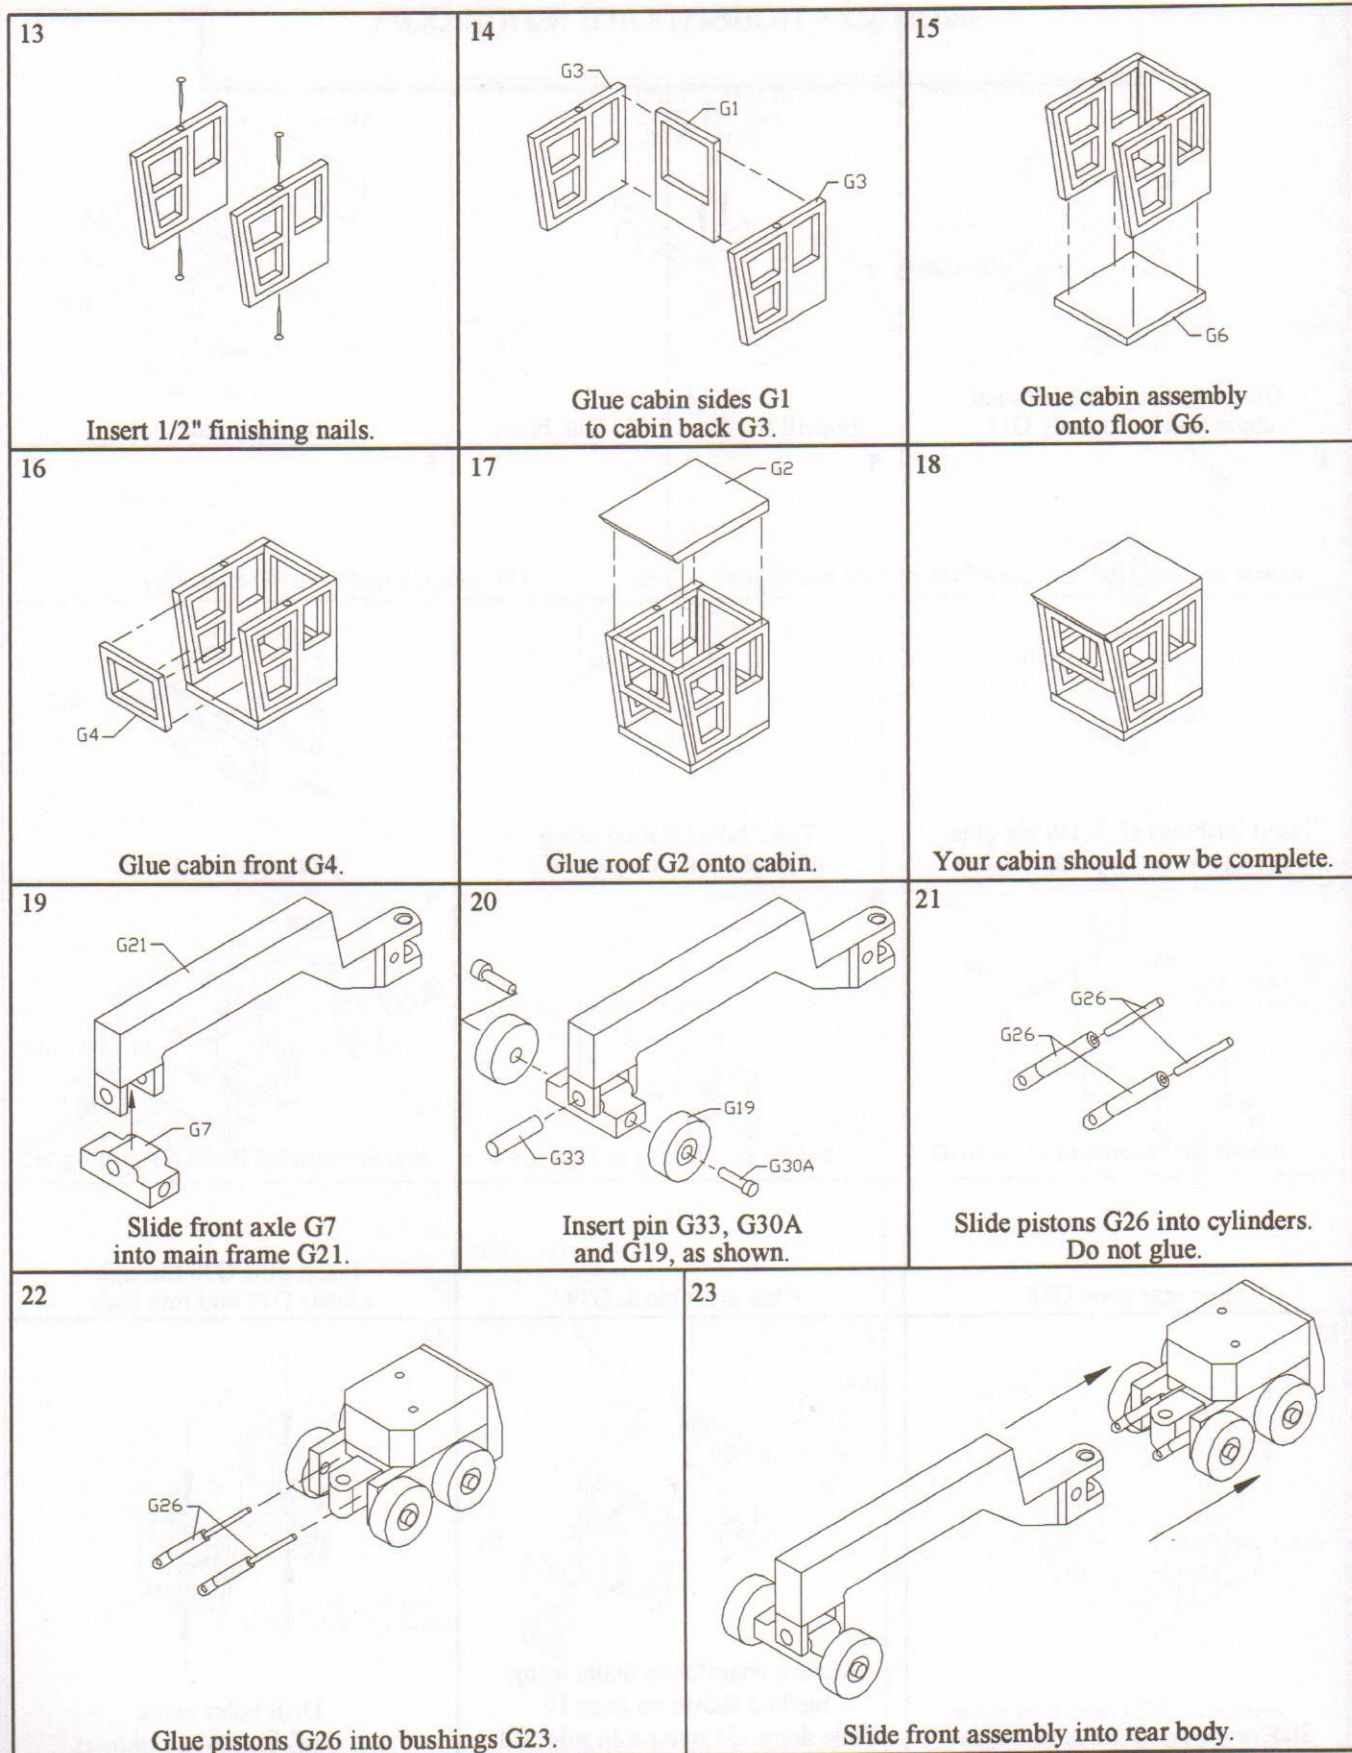 13
Insert 1/2" finishing nails.
14
G3
G1
G3
Glue cabin sides G1
to cabin back G3.
15
G6
Glue cabin assembly
onto floor G6.
16
G4
Glue cabin front G4.
17
G2
Glue roof G2 onto cabin.
18
Your cabin should now be complete.
19
G21
G7
Slide front axle G7
into main frame G21.
20
G19
G33
G30A
Insert pin G33, G30A
and G19, as shown.
21
G26
G26
Slide pistons G26 into cylinders.
Do not glue.
22
G26
Glue pistons G26 into bushings G23.
23
Slide front assembly into rear body.